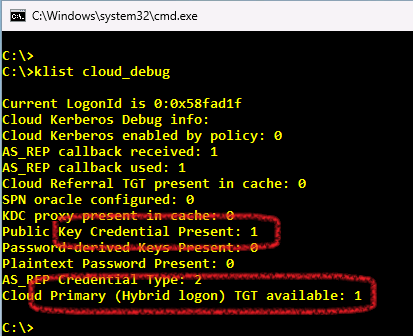 C:\Windows\system32\cmd.exe
C:\>
C:\>klist cloud_debug
Current LogonId is 0:0x58fad1f
Cloud Kerberos Debug info:
Cloud Kerberos enabled by policy: 0
AS_REP callback received: 1
AS_REP callback used: 1
Cloud Referral TGT present in cache: 0
SPN oracle configured: 0
KDC proxy present in cache: 0
Public Key Credential Present: 1
Password-derived Keys Present: 0
Plaintext Password Present: 0
AS_REP Credential Type: 2
Cloud Primary (Hybrid logon) TGT available: 1
C:\>